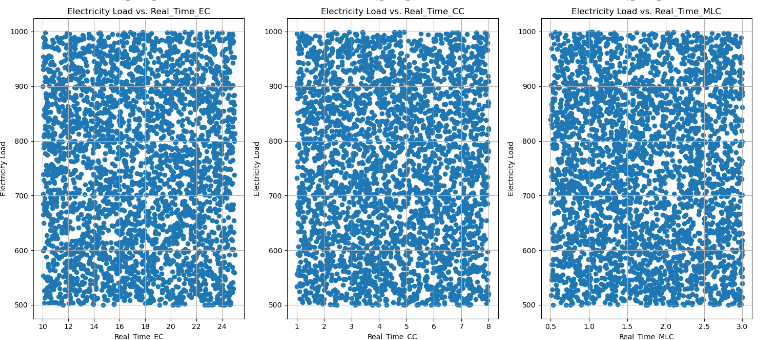 Electricity Load vs. Real_Time_EC
1000
900
800
700
600
500
Electricity Load
10 12 14 16 18 20 22 24
Real_Time_EC
Electricity Load vs. Real_Time_CC
1000
900
800
700
600
500
Electricity Load
1 2 3 4 5 6 7 8
Real_Time_CC
Electricity Load vs. Real_Time_MLC
1000
900
800
700
600
500
Electricity Load
0.5 1.0 1.5 2.0 2.5 3.0
Real_Time_MLC